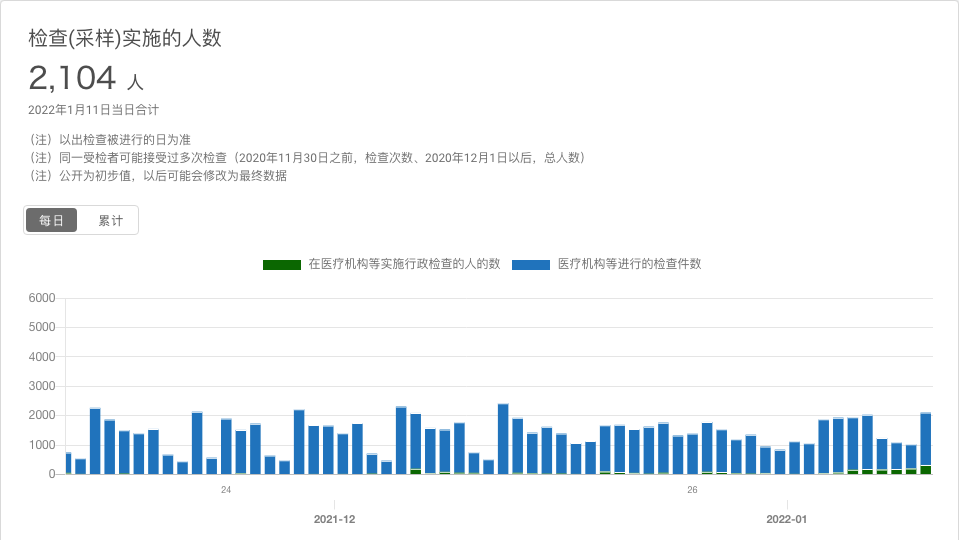 检查(采样)实施的人数
2,104 人
2022年1月11日当日合计
（注）以出检查被进行的日为准
（注）同一受检者可能接受过多次检查（2020年11月30日之前，检查次数、2020年12月1日以后，总人数）
（注）公开为初步值，以后可能会修改为最终数据
每日 累计
在医疗机构等实施行政检查的人的数 医疗机构等进行的检查件数
6000
5000
4000
3000
2000
1000
0
24 26
2021-12 2022-01